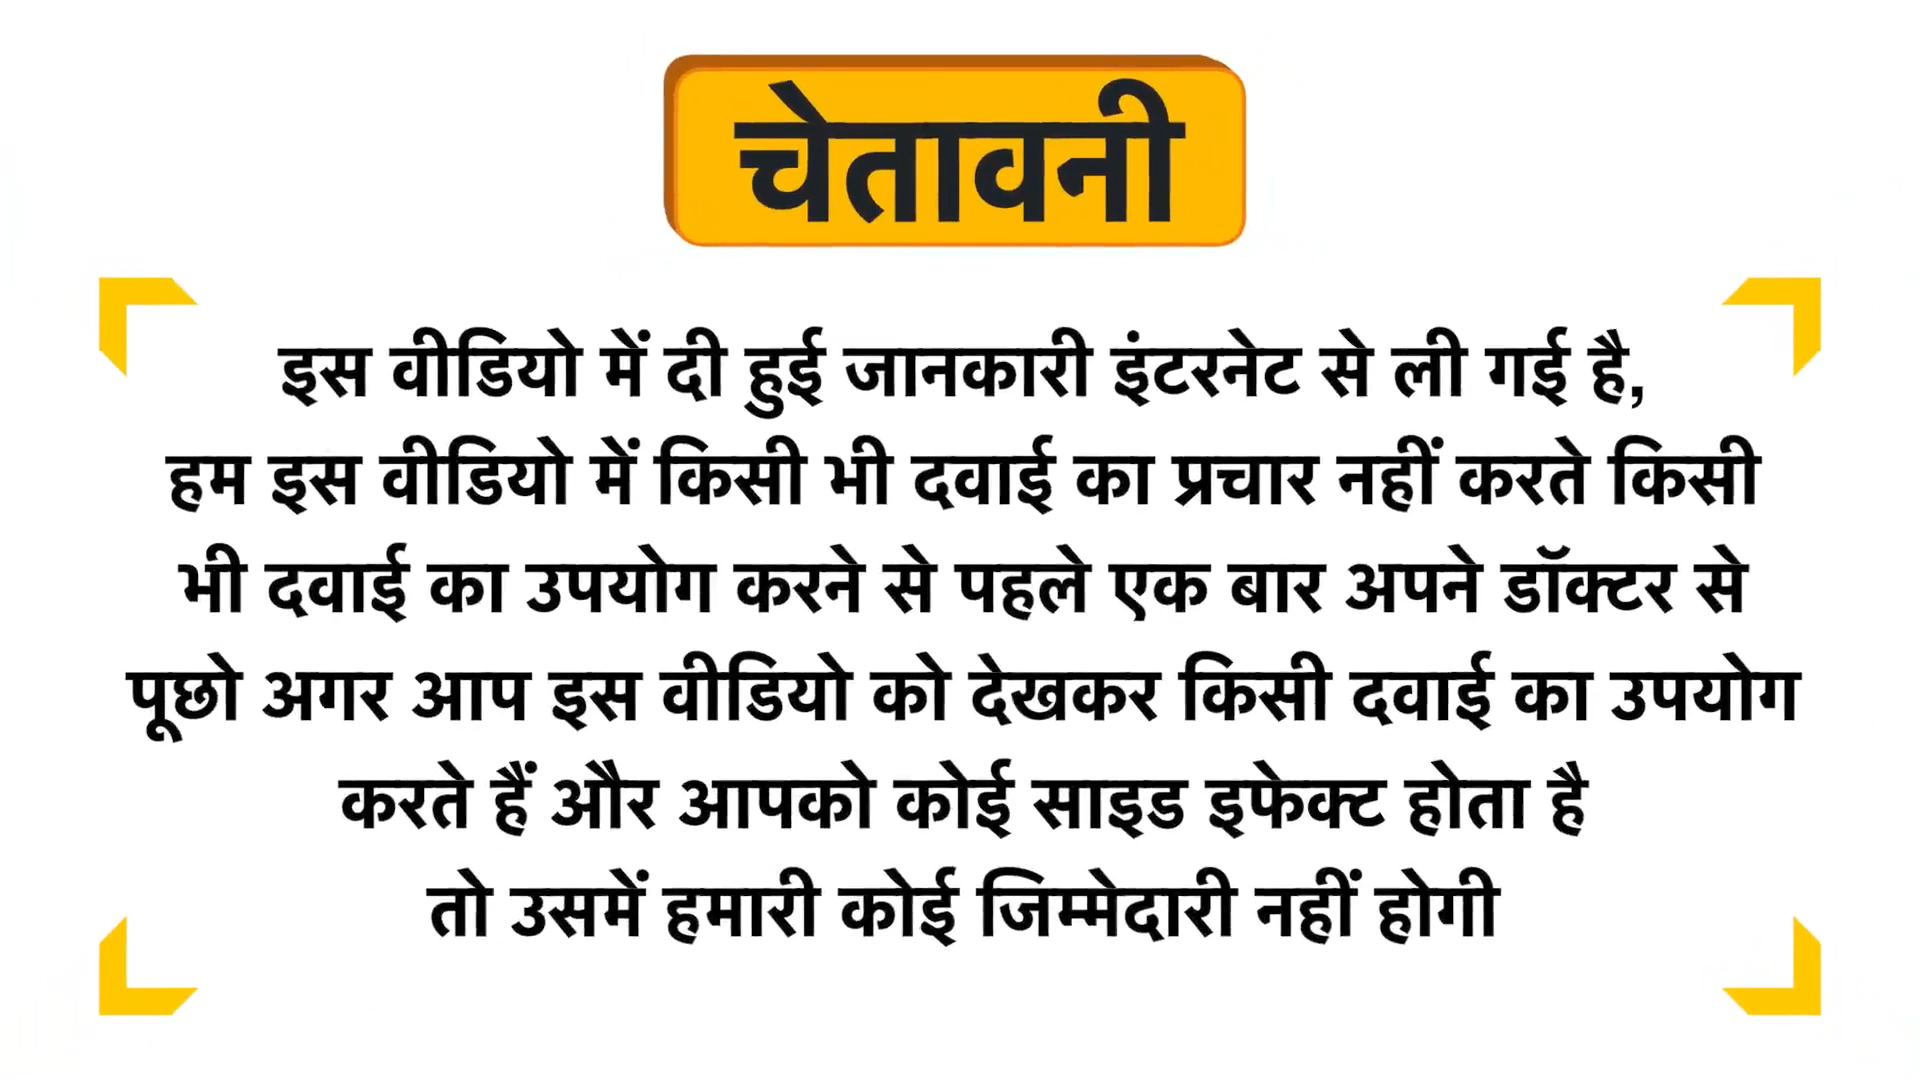 चेतावनी
इस वीडियो में दी हुई जानकारी इंटरनेट से ली गई है,
हम इस वीडियो में किसी भी दवाई का प्रचार नहीं करते किसी
भी दवाई का उपयोग करने से पहले एक बार अपने डॉक्टर से
पूछो अगर आप इस वीडियो को देखकर किसी दवाई का उपयोग
करते हैं और आपको कोई साइड इफेक्ट होता है
तो उसमें हमारी कोई जिम्मेदारी नहीं होगी